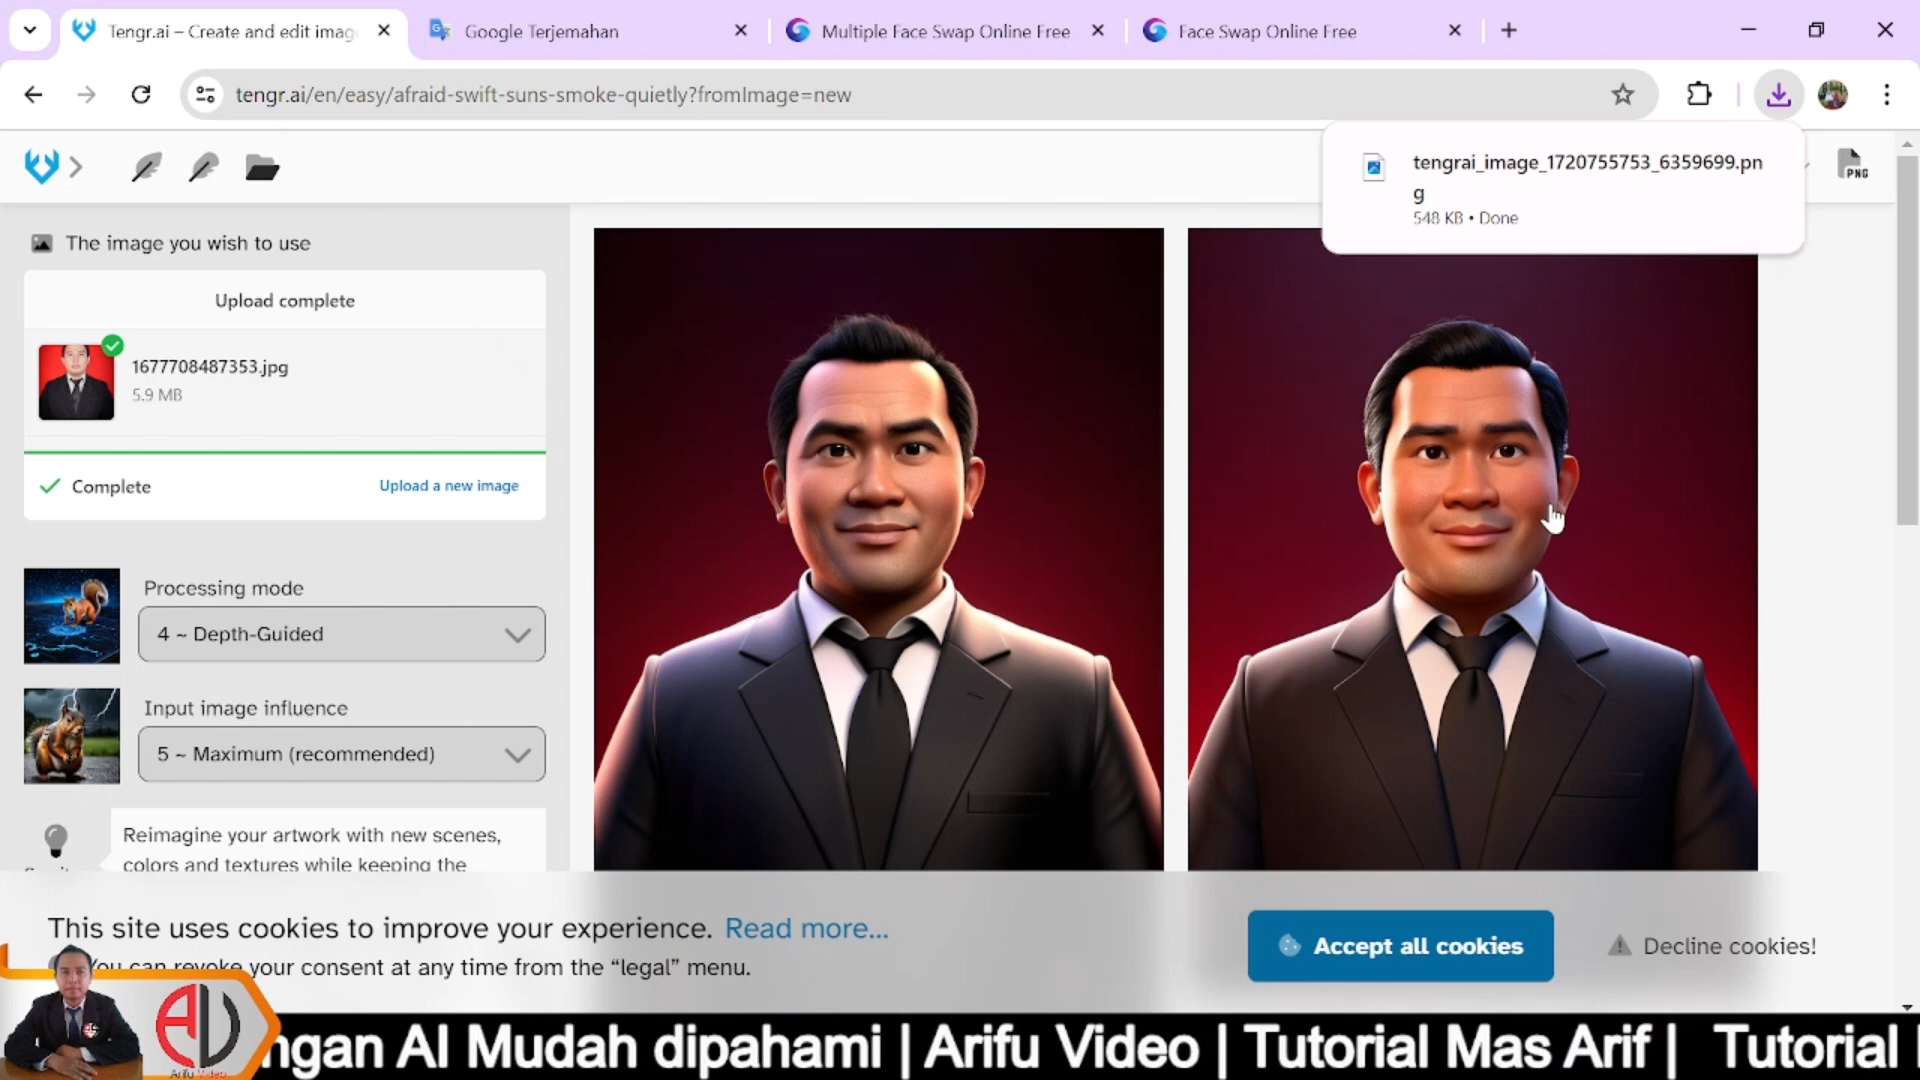 Tengr.ai – Create and edit imag
Google Terjemahan
Multiple Face Swap Online Free
Face Swap Online Free
tengr.ai/en/easy/afraid-swift-suns-smoke-quietly?fromImage=new
tengrai_image_1720755753_6359699.pn
g
548 KB • Done
PNG
The image you wish to use
Upload complete
1677708487353.jpg
5.9 MB
Complete
Upload a new image
Processing mode
4 ~ Depth-Guided
Input image influence
5 ~ Maximum (recommended)
Reimagine your artwork with new scenes,
colors and textures while keeping the
This site uses cookies to improve your experience. Read more...
You can revoke your consent at any time from the “legal” menu.
Accept all cookies
Decline cookies!
AV
Arifu Video
ngan AI Mudah dipahami | Arifu Video | Tutorial Mas Arif | Tutorial